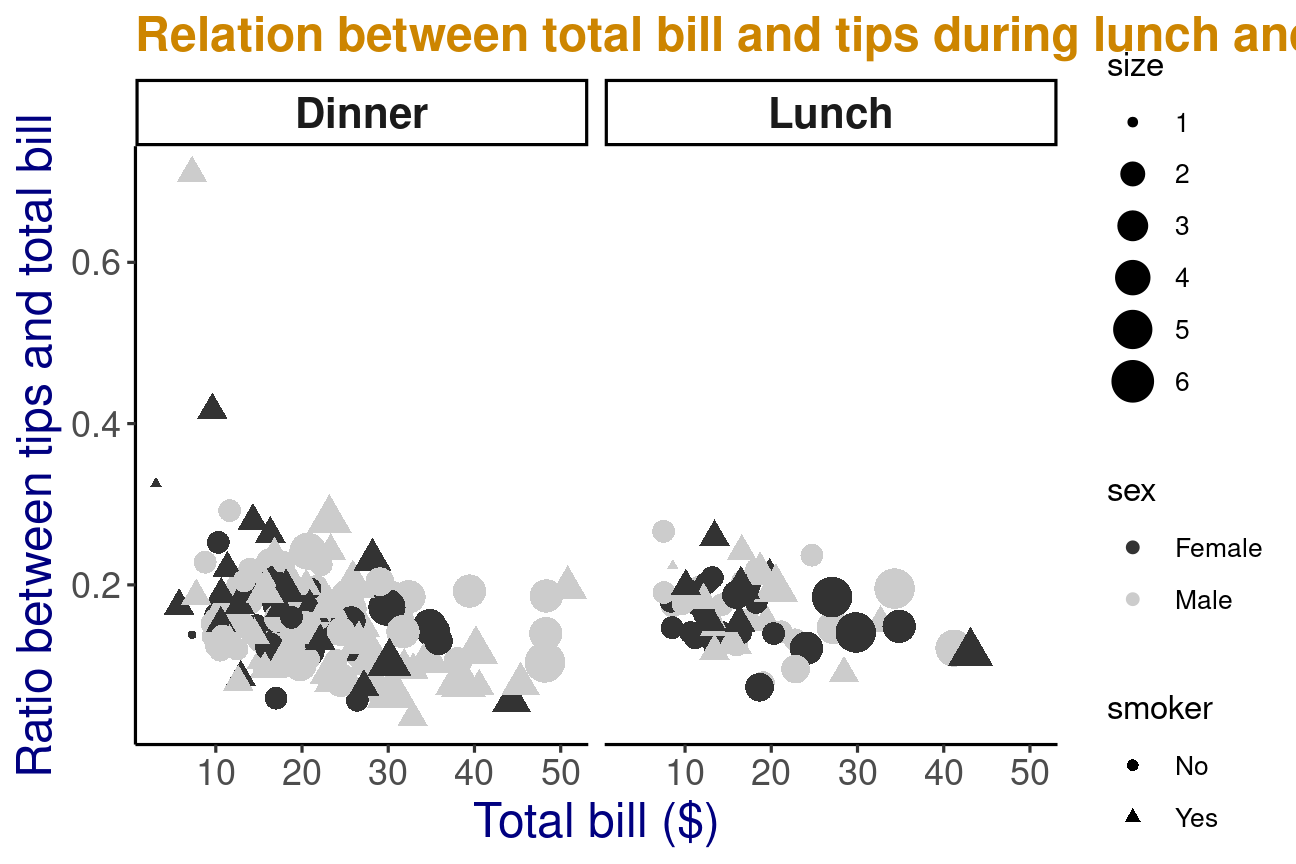 Relation between total bill and tips during lunch and
Dinner
Lunch
Ratio between tips and total bill
0.6
0.4
0.2
10 20 30 40 50
10 20 30 40 50
Total bill ($)
size
1
2
3
4
5
6
sex
Female
Male
smoker
No
Yes